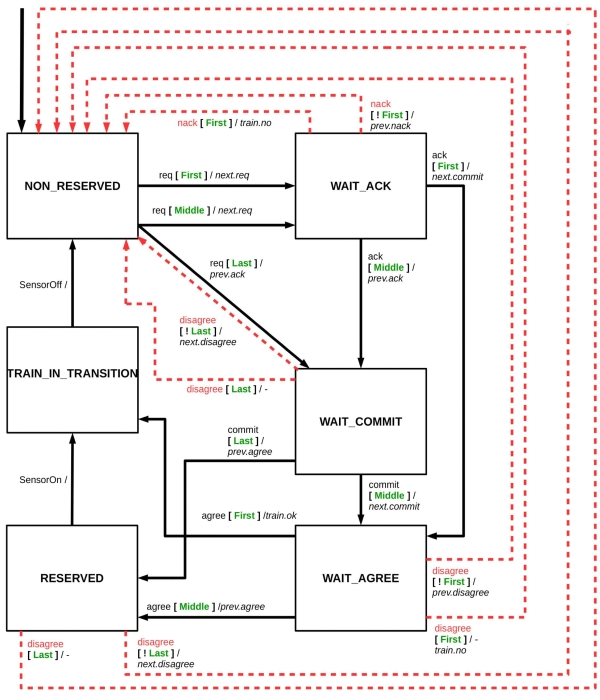 nack [ First ] / train.no
nack
[ ! First ] /
prev.nack
NON_RESERVED
WAIT_ACK
req [ First ] / next.req
req [ Middle ] / next.req
ack
[ First ] /
next.commit
req [ Last ] /
prev.ack
ack
[ Middle ] /
prev.ack
SensorOff /
disagree
[ ! Last ] /
next.disagree
TRAIN_IN_TRANSITION
disagree [ Last ] / -
WAIT_COMMIT
commit
[ Last ] /
prev.agree
SensorOn /
commit
[ Middle ] /
next.commit
agree [ First ] /train.ok
RESERVED
WAIT_AGREE
disagree
[ ! First ] /
prev.disagree
agree [ Middle ] /prev.agree
disagree
[ Last ] / -
disagree
[ ! Last ] /
next.disagree
disagree
[ First ] / -
train.no